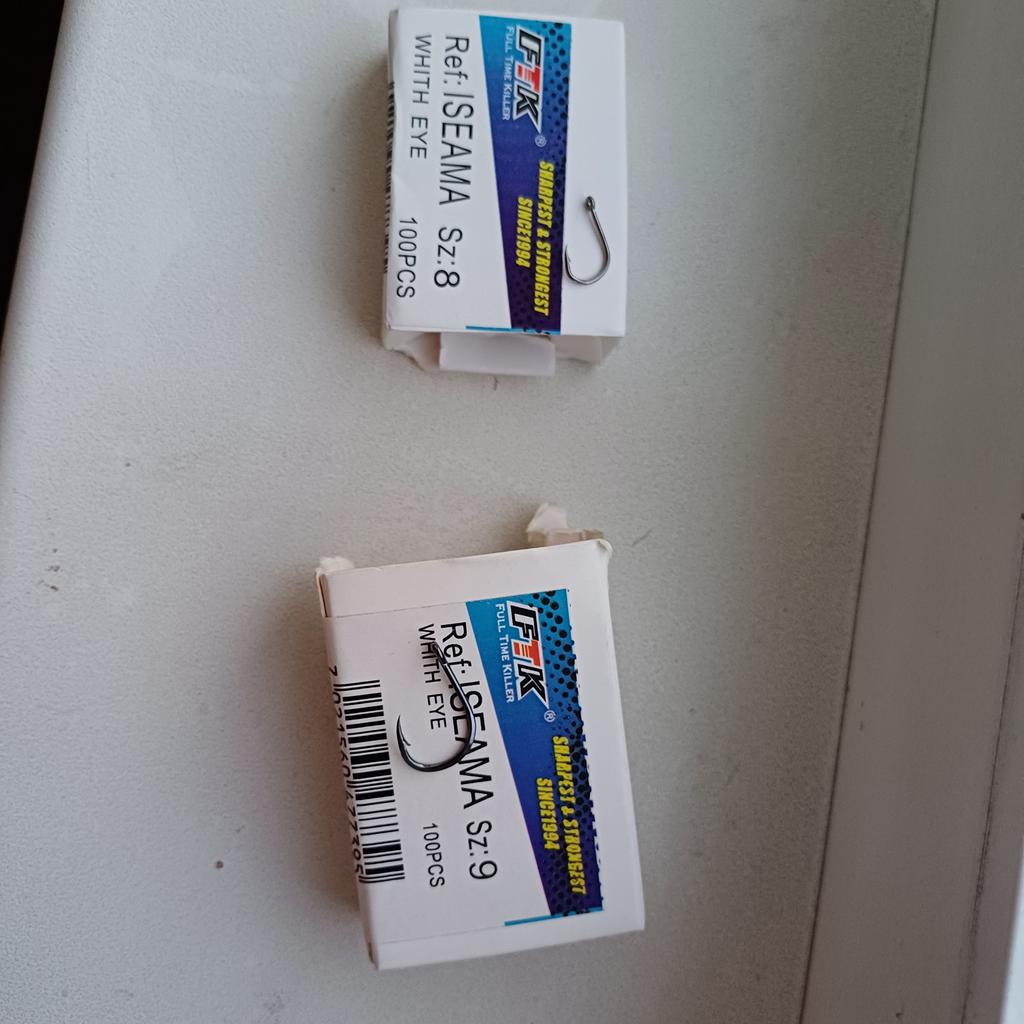 FTK®
FULL TIME KILLER
SHARPEST & STRONGEST
SINCE1994
Ref: ISEAMA Sz:8
WHITH EYE
100PCS
FTK®
FULL TIME KILLER
SHARPEST & STRONGEST
SINCE1994
Ref: ISEAMA Sz:9
WHITH EYE
100PCS